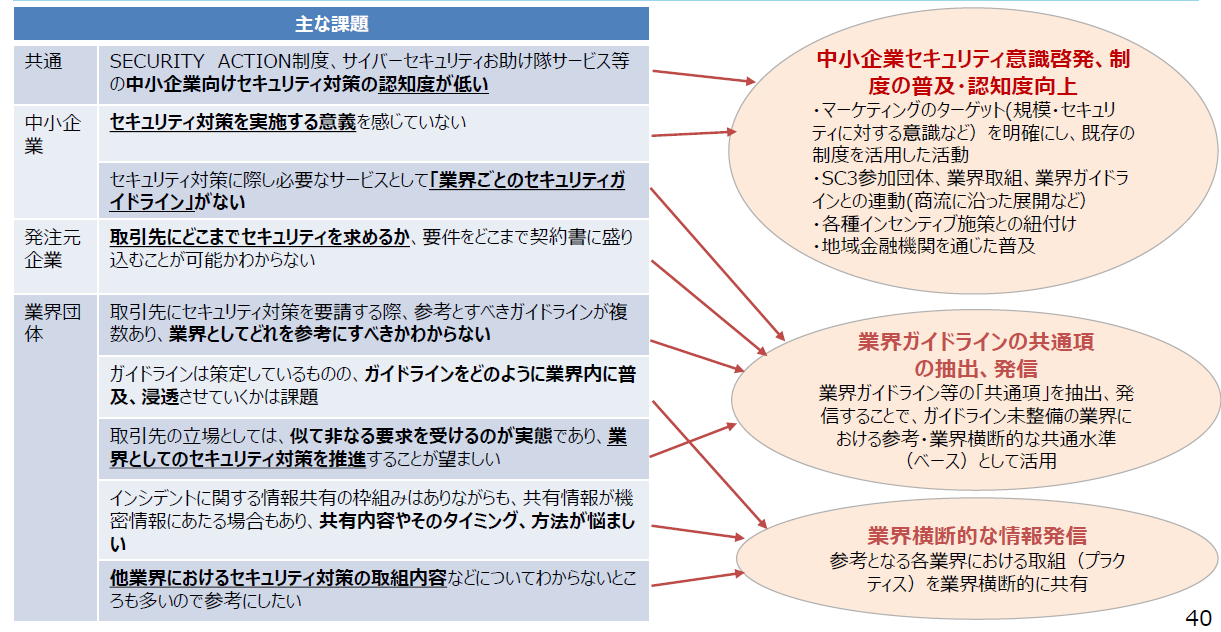 主な課題
共通
SECURITY ACTION制度、サイバーセキュリティお助け隊サービス等
の中小企業向けセキュリティ対策の認知度が低い
中小企
業
セキュリティ対策を実施する意義を感じていない
セキュリティ対策に際し必要なサービスとして「業界ごとのセキュリティガ
イドライン」がない
発注元
企業
取引先にどこまでセキュリティを求めるか、要件をどこまで契約書に盛り
込むことが可能かわからない
業界団
体
取引先にセキュリティ対策を要請する際、参考とすべきガイドラインが複
数あり、業界としてどれを参考にすべきかわからない
ガイドラインは策定しているものの、ガイドラインをどのように業界内に普
及、浸透させていくかは課題
取引先の立場としては、似て非なる要求を受けるのが実態であり、業
界としてのセキュリティ対策を推進することが望ましい
インシデントに関する情報共有の枠組みはありながらも、共有情報が機
密情報にあたる場合もあり、共有内容やそのタイミング、方法が悩まし
い
他業界におけるセキュリティ対策の取組内容などについてわからないとこ
ろも多いので参考にしたい
中小企業セキュリティ意識啓発、制
度の普及・認知度向上
・マーケティングのターゲット(規模・セキュリ
ティに対する意識など）を明確にし、既存の
制度を活用した活動
・SC3参加団体、業界取組、業界ガイドラ
インとの連動(商流に沿った展開など)
・各種インセンティブ施策との紐付け
・地域金融機関を通じた普及
業界ガイドラインの共通項
の抽出、発信
業界ガイドライン等の「共通項」を抽出、発
信することで、ガイドライン未整備の業界に
おける参考・業界横断的な共通水準
（ベース）として活用
業界横断的な情報発信
参考となる各業界における取組（プラク
ティス）を業界横断的に共有
40